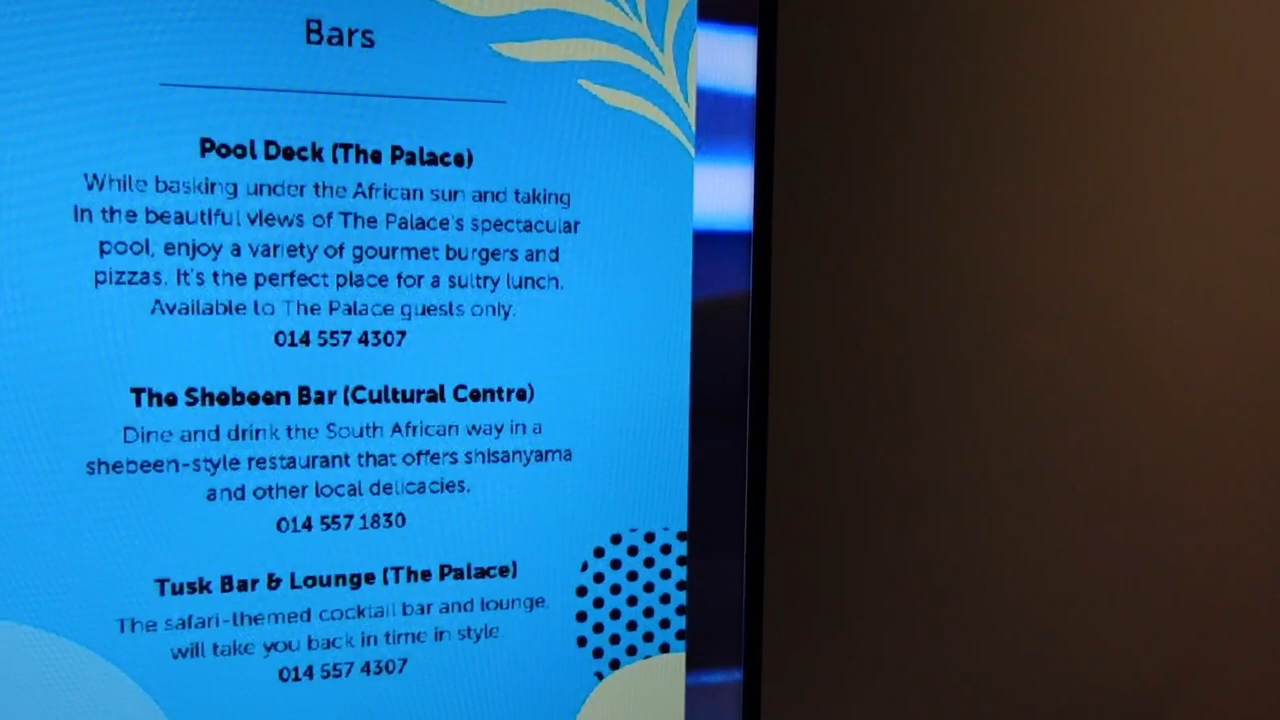 Bars
Pool Deck (The Palace)
While basking under the African sun and taking
in the beautiful views of The Palace's spectacular
pool, enjoy a variety of gourmet burgers and
pizzas. It's the perfect place for a sultry lunch.
Available to The Palace guests only.
014 557 4307
The Shebeen Bar (Cultural Centre)
Dine and drink the South African way in a
shebeen-style restaurant that offers shisanyama
and other local delicacies.
014 557 1830
Tusk Bar & Lounge (The Palace)
The safari-themed cocktail bar and lounge,
will take you back in time in style.
014 557 4307